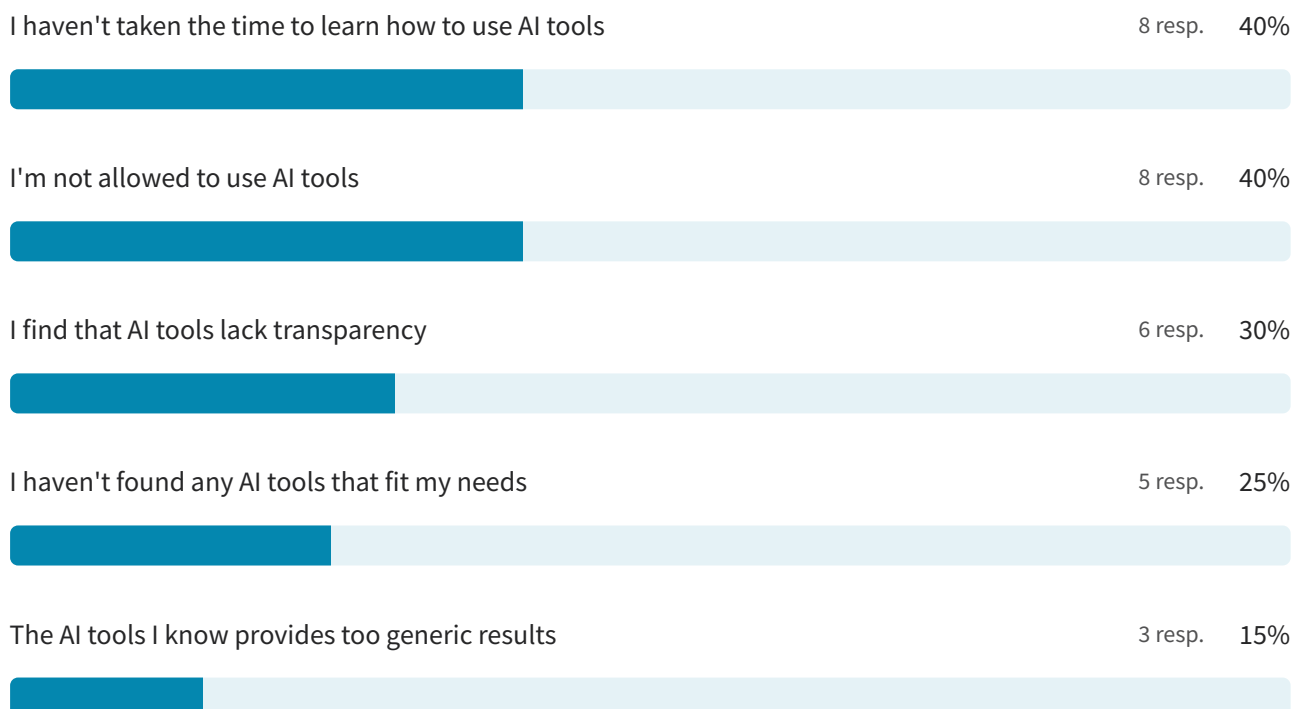 I haven't taken the time to learn how to use AI tools 8 resp. 40%
I'm not allowed to use AI tools 8 resp. 40%
I find that AI tools lack transparency 6 resp. 30%
I haven't found any AI tools that fit my needs 5 resp. 25%
The AI tools I know provides too generic results 3 resp. 15%